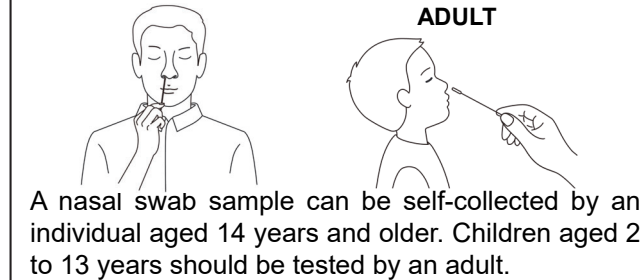 ADULT
A nasal swab sample can be self-collected by an
individual aged 14 years and older. Children aged 2
to 13 years should be tested by an adult.